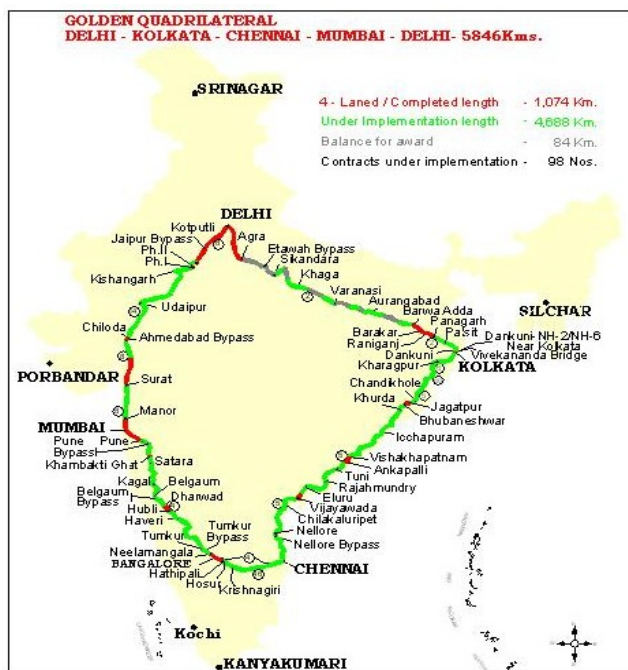 GOLDEN QUADRILATERAL
DELHI - KOLKATA - CHENNAI - MUMBAI - DELHI- 5846Kms.
SRINAGAR
4 - Laned / Completed length - 1,074 Km.
Under Implementation length - 4,688 Km.
Balance for award - 84 Km.
Contracts under implementation - 98 Nos.
DELHI
Kotputli
Jaipur Bypass
Ph.II
Ph.I
Kishangarh
Agra
Etawah Bypass
Sikandara
Khaga
Varanasi
Aurangabad
Barwa Adda
Panagarh
Palsit
Barakar
Raniganj
SILCHAR
Dankuni-NH-2/NH-6
Near Kolkata
Vivekananda Bridge
Dankuni
KOLKATA
Kharagpur
Chandikhole
Khurda
Jagatpur
Bhubaneshwar
Icchapuram
Udaipur
Chiloda
Ahmedabad Bypass
PORBANDAR
Surat
Manor
MUMBAI
Pune
Pune
Bypass
Khambakti Ghat
Satara
Kagal
Belgaum
Belgaum
Bypass
Dharwad
Hubli
Haveri
Vishakhapatnam
Ankapalli
Tuni
Rajahmundry
Eluru
Vijayawada
Chilakaluripet
Nellore
Nellore Bypass
Tumkur
Bypass
Tumkur
Neelamangala
BANGALORE
Hathipali
Hosur
Krishnagiri
CHENNAI
Kochi
KANYAKUMARI